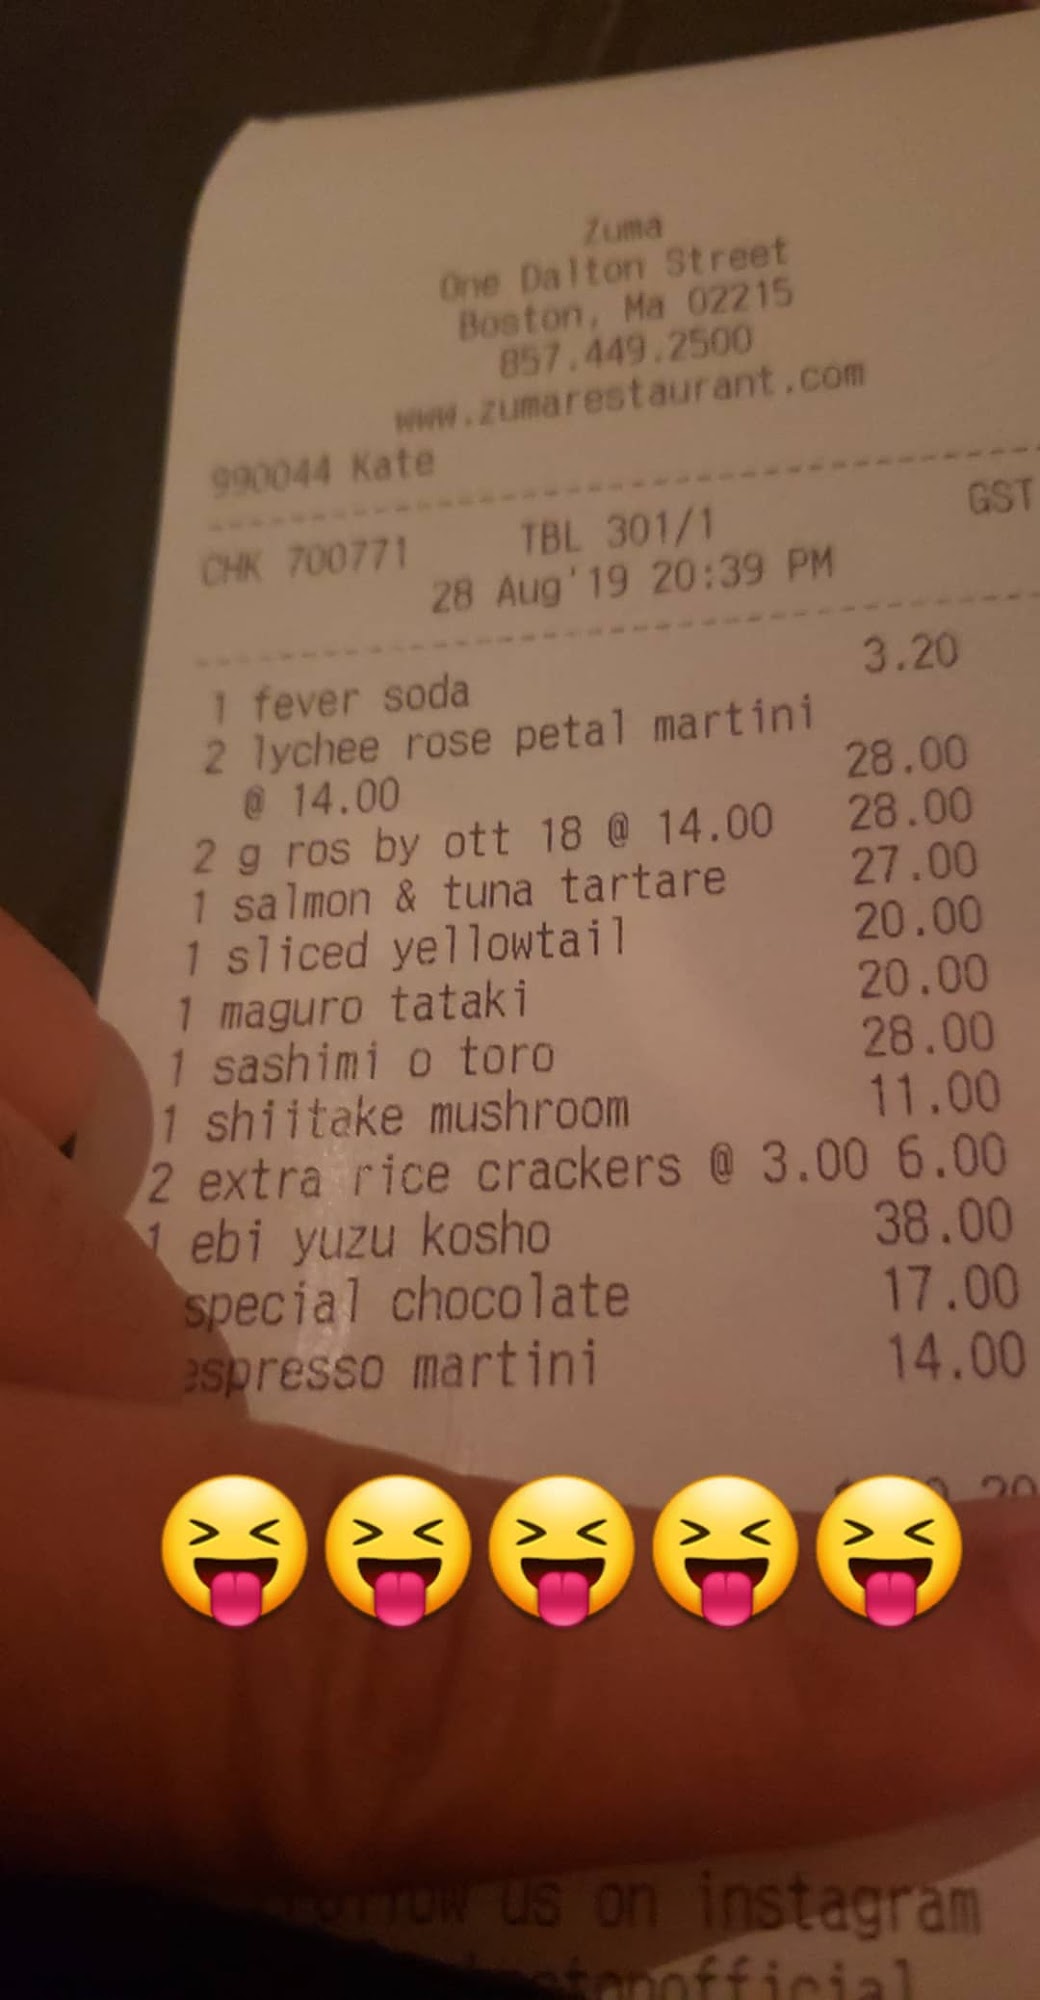 Zuma
One Dalton Street
Boston, Ma 02215
857.449.2500
www.zumarestaurant.com
990044 Kate
CHK 700771 TBL 301/1 GST
28 Aug'19 20:39 PM
1 fever soda 3.20
2 lychee rose petal martini
@ 14.00 28.00
2 g ros by ott 18 @ 14.00 28.00
1 salmon & tuna tartare 27.00
1 sliced yellowtail 20.00
1 maguro tataki 20.00
1 sashimi o toro 28.00
1 shiitake mushroom 11.00
2 extra rice crackers @ 3.00 6.00
1 ebi yuzu kosho 38.00
special chocolate 17.00
espresso martini 14.00
us on instagram